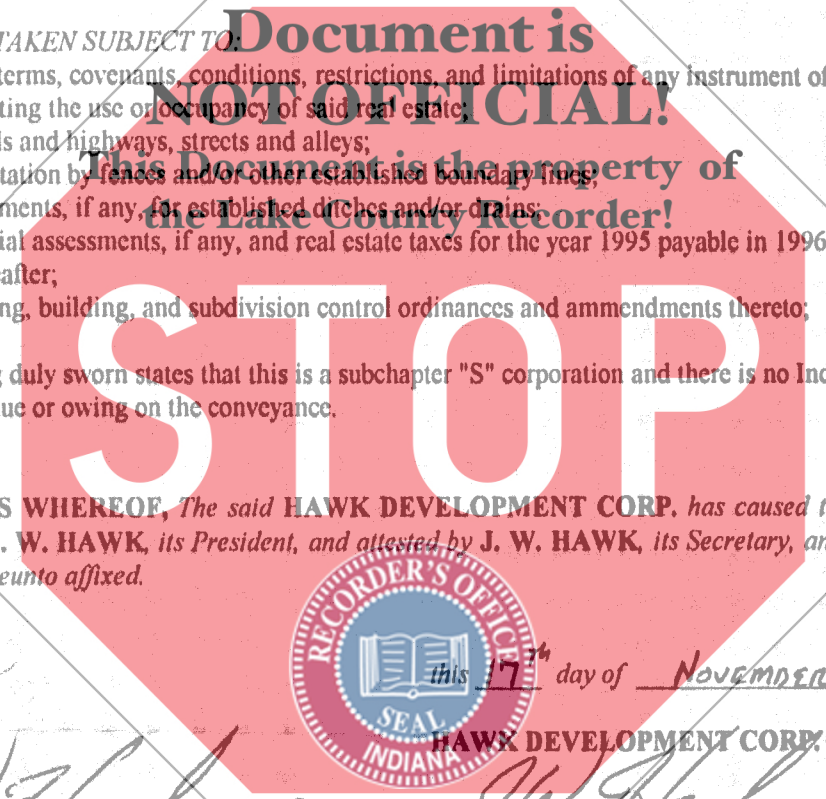 TAKEN SUBJECT TO:
Document is
terms, covenants, conditions, restrictions, and limitations of any instrument of
NOT OFFICIAL!
ting the use or occupancy of said real estate;
ls and highways, streets and alleys;
This Document is the property of
tation by fences and/or other established boundary lines;
the Lake County Recorder!
ments, if any, for established ditches and/or drains;
ial assessments, if any, and real estate taxes for the year 1995 payable in 1996
after;
ng, building, and subdivision control ordinances and ammendments thereto;
STOP
g duly sworn states that this is a subchapter "S" corporation and there is no Inc
ue or owing on the conveyance.
S WHEREOF, The said HAWK DEVELOPMENT CORP. has caused t
. W. HAWK, its President, and attested by J. W. HAWK, its Secretary, an
eunto affixed.
RECORDER'S OFFICE
SEAL
INDIANA
this 17th day of NOVEMBER
HAWK DEVELOPMENT CORP.